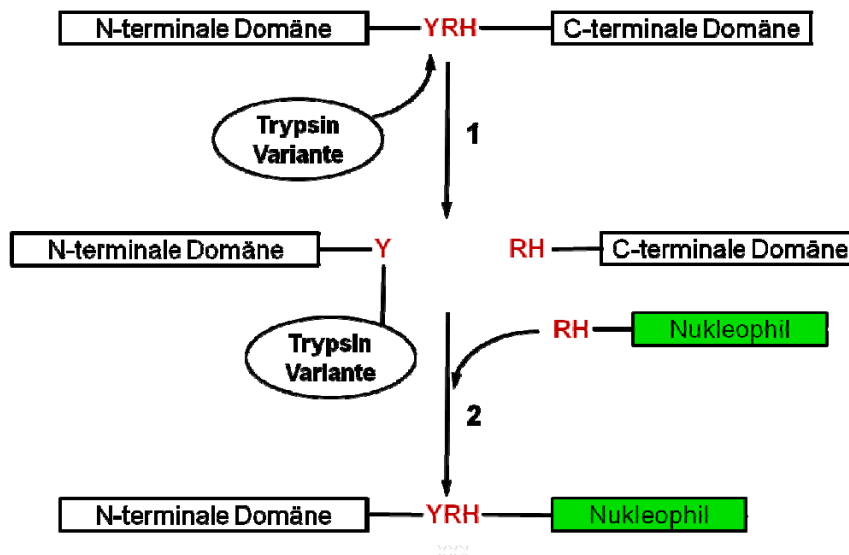 N-terminale Domäne YRH C-terminale Domäne
Trypsin
Variante
1
N-terminale Domäne Y RH C-terminale Domäne
RH Nukleophil
Trypsin
Variante
2
N-terminale Domäne YRH Nukleophil